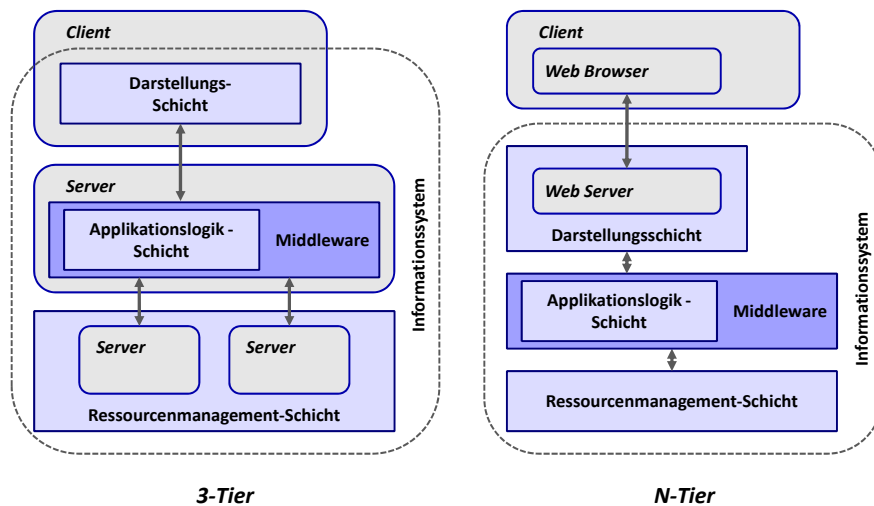 Client
Darstellungs-
Schicht
Server
Applikationslogik -
Schicht
Middleware
Server
Server
Ressourcenmanagement-Schicht
Informationssystem
3-Tier
Client
Web Browser
Web Server
Darstellungsschicht
Applikationslogik -
Schicht
Middleware
Ressourcenmanagement-Schicht
Informationssystem
N-Tier